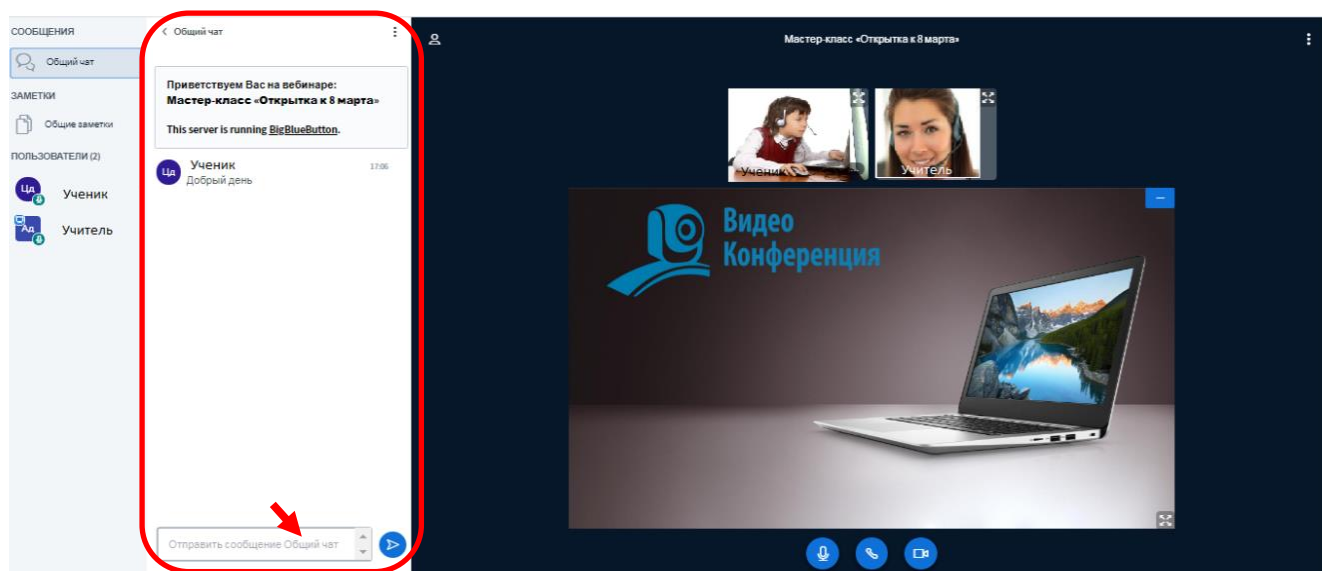 СООБЩЕНИЯ
Общий чат
ЗАМЕТКИ
Общие заметки
ПОЛЬЗОВАТЕЛИ (2)
Цд
Ученик
Ад
Учитель
Общий чат
Приветствуем Вас на вебинаре:
Мастер-класс «Открытка к 8 марта»
This server is running BigBlueButton.
Цд
Ученик
17:06
Добрый день
Отправить сообщение Общий чат
Мастер-класс «Открытка к 8 марта»
Ученик
Учитель
Видео
Конференция